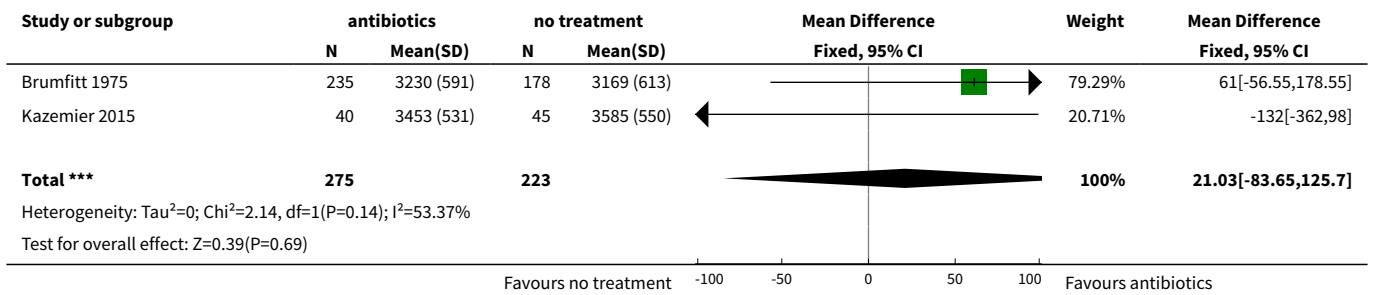 Study or subgroup antibiotics no treatment Mean Difference Weight Mean Difference
N Mean(SD) N Mean(SD) Fixed, 95% CI Fixed, 95% CI
Brumfitt 1975 235 3230 (591) 178 3169 (613) 79.29% 61[-56.55,178.55]
Kazemier 2015 40 3453 (531) 45 3585 (550) 20.71% -132[-362,98]
Total *** 275 223 100% 21.03[-83.65,125.7]
Heterogeneity: Tau²=0; Chi²=2.14, df=1(P=0.14); I²=53.37%
Test for overall effect: Z=0.39(P=0.69)
Favours no treatment -100 -50 0 50 100 Favours antibiotics